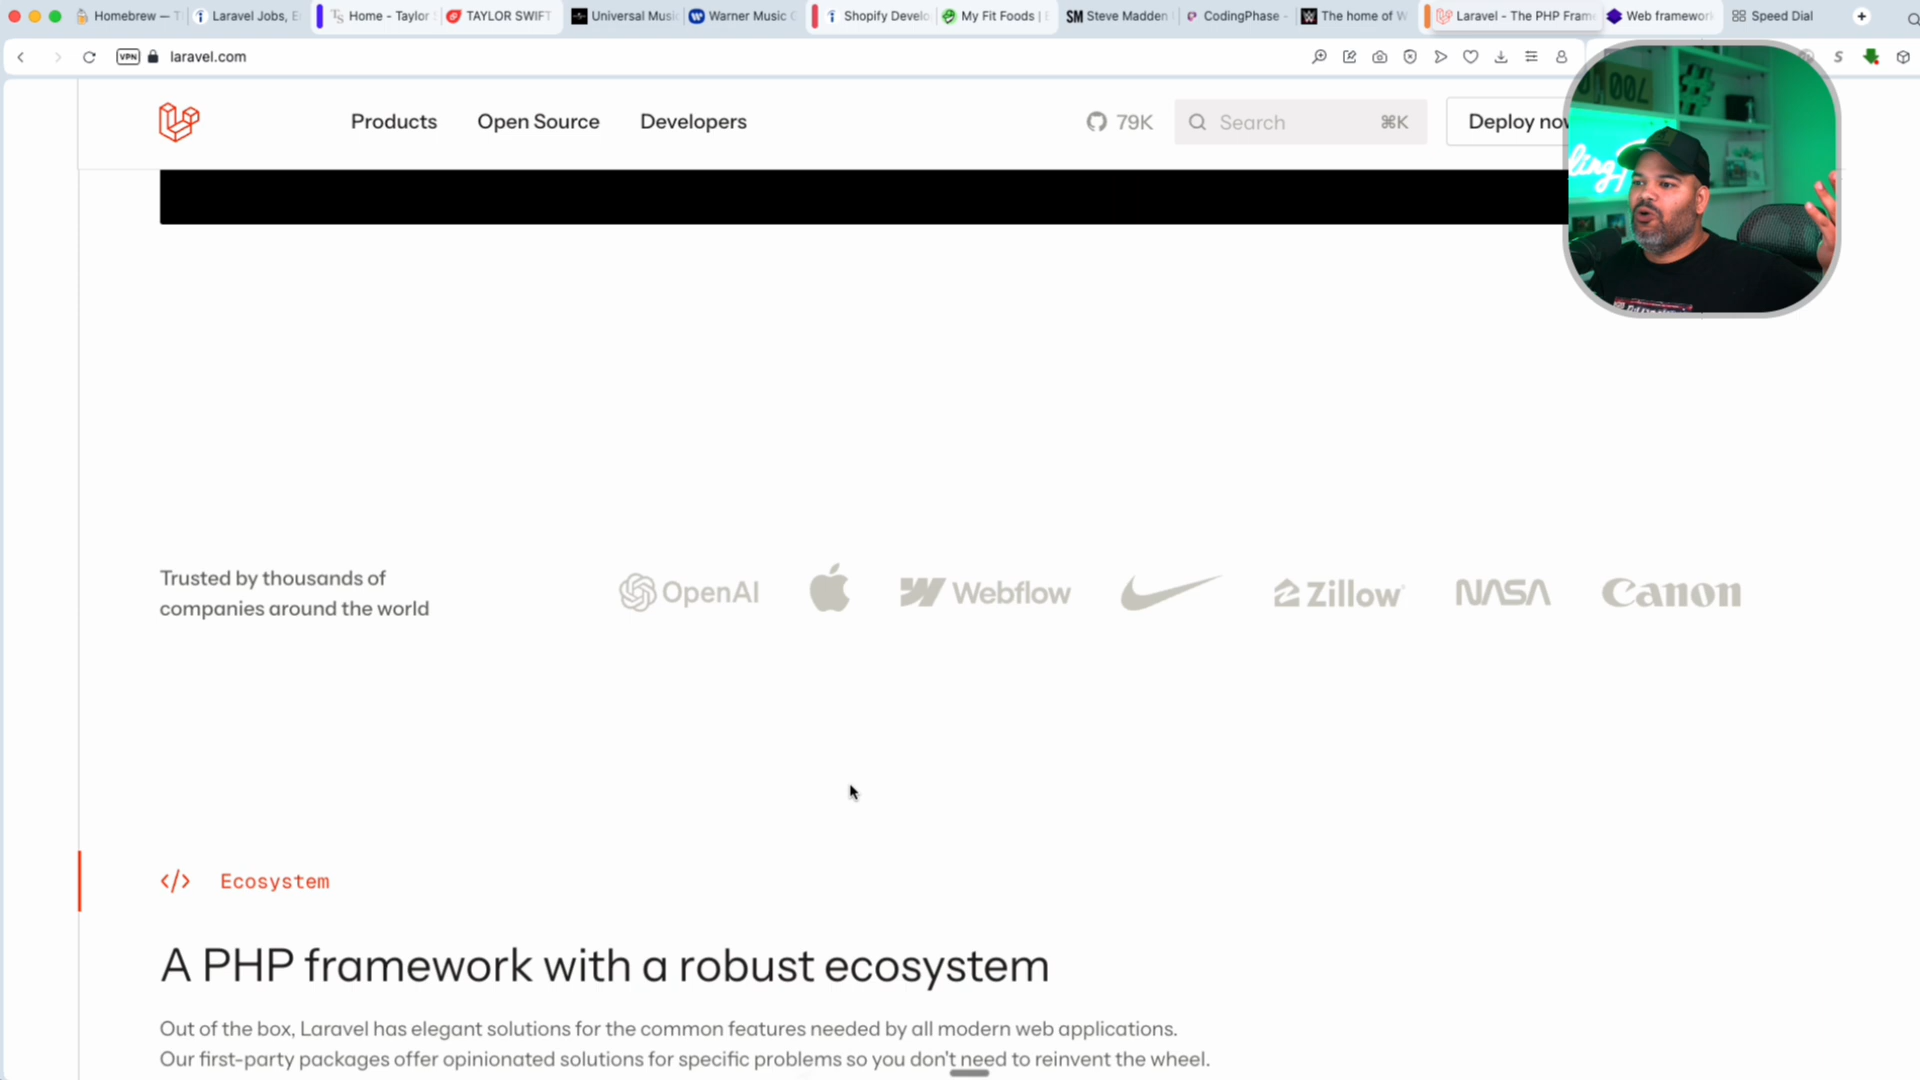 Homebrew — T
Laravel Jobs, E
Home - Taylor
TAYLOR SWIFT
Universal Musi
Warner Music
Shopify Develo
My Fit Foods |
SM Steve Madden
CodingPhase -
The home of W
Laravel - The PHP Fram
Web framework
Speed Dial
VPN
laravel.com
S
Products
Open Source
Developers
79K
Search
⌘K
Deploy now
Trusted by thousands of
companies around the world
OpenAI
Webflow
Zillow
NASA
Canon
</> Ecosystem
A PHP framework with a robust ecosystem
Out of the box, Laravel has elegant solutions for the common features needed by all modern web applications.
Our first-party packages offer opinionated solutions for specific problems so you don't need to reinvent the wheel.